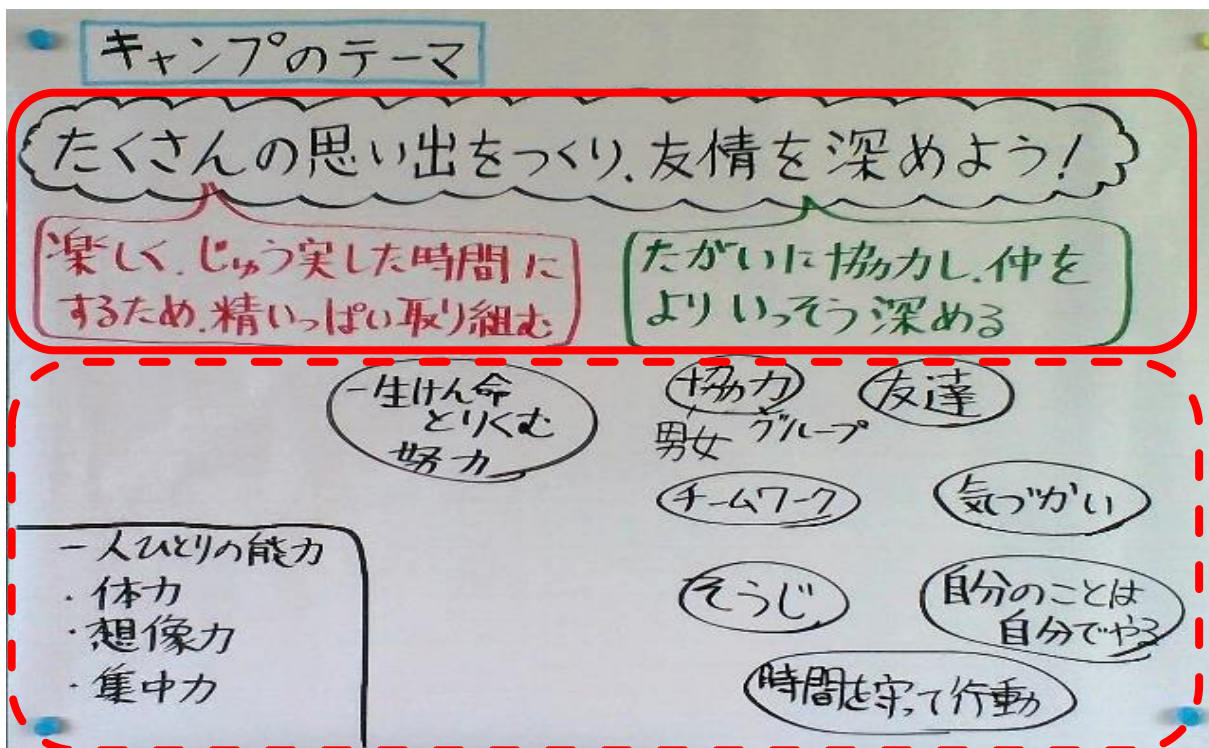 キャンプのテーマ
たくさんの思い出をつくり、友情を深めよう!
楽しく、じゅう実した時間に
するため、精いっぱい取り組む
たがいに協力し、仲を
よりいっそう深める
一生けん命
とりくむ
努力
協力
男女 グループ
友達
チームワーク
気づかい
そうじ
自分のことは
自分でやる
時間を守って行動
一人ひとりの能力
・体力
・想像力
・集中力